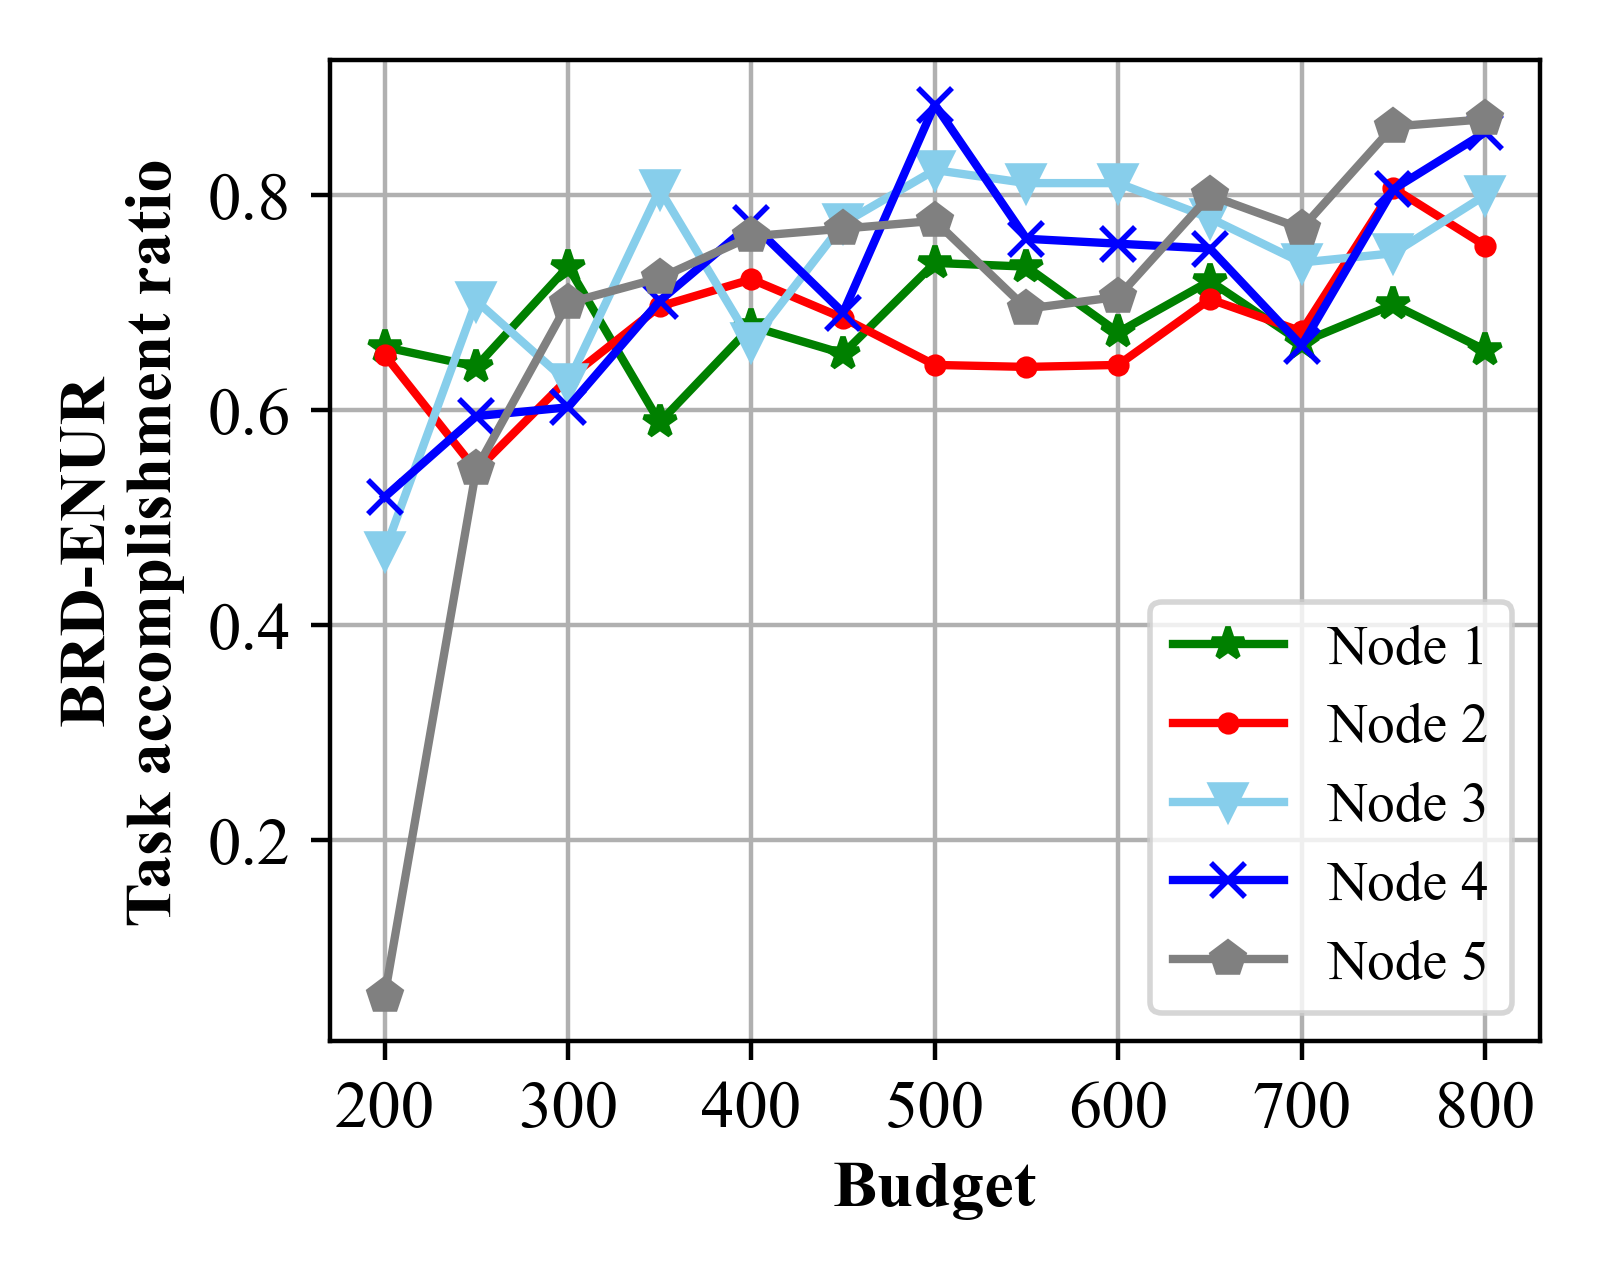 BRD-ENUR
Task accomplishment ratio
0.8
0.6
0.4
0.2
Node 1
Node 2
Node 3
Node 4
Node 5
200 300 400 500 600 700 800
Budget